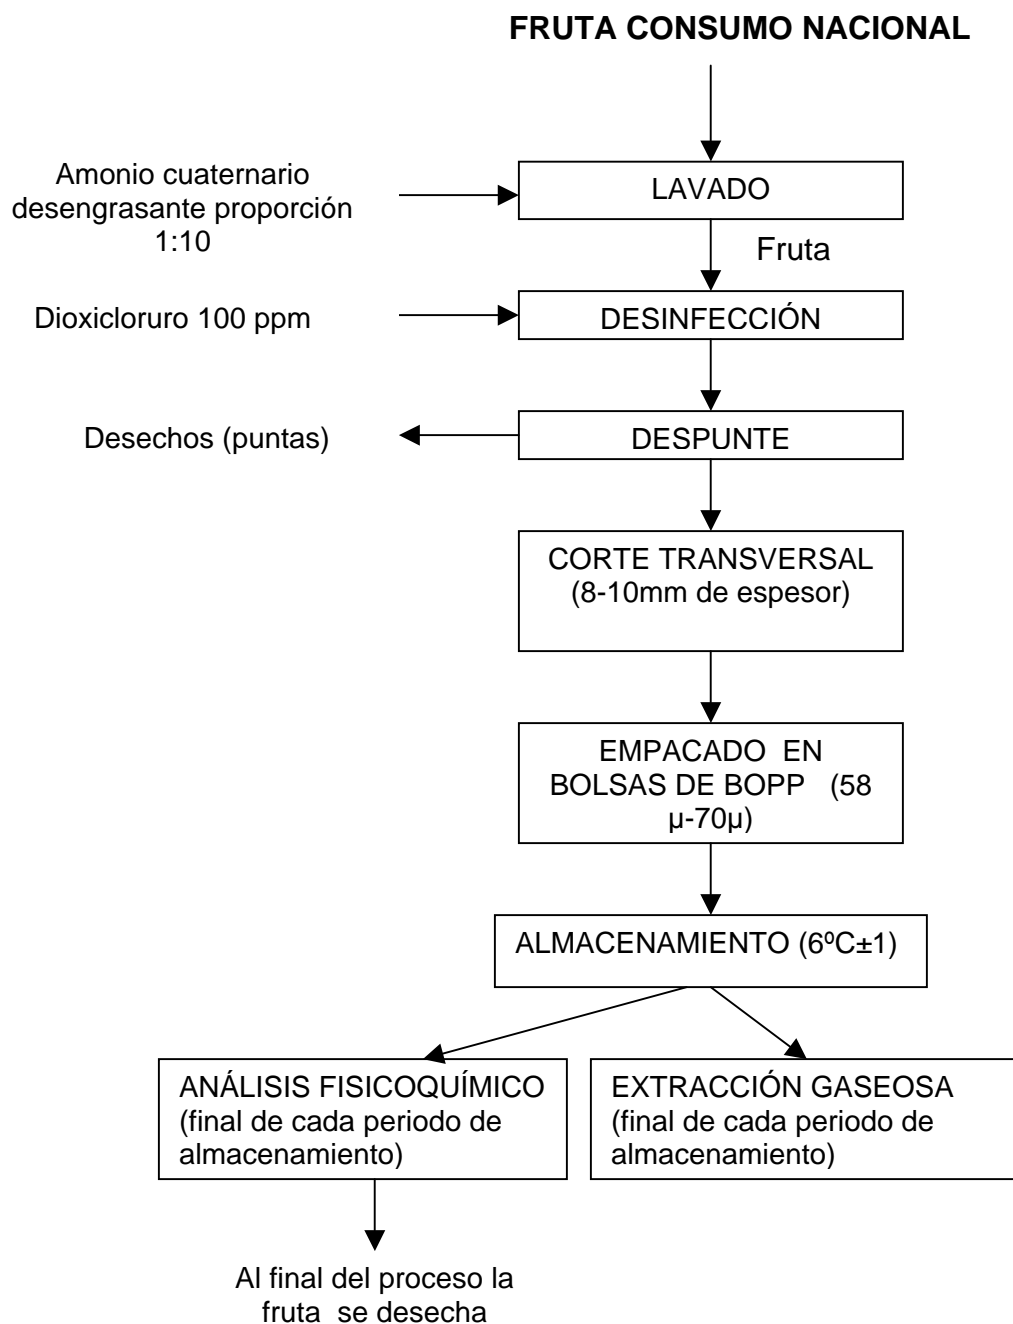 FRUTA CONSUMO NACIONAL
Amonio cuaternario
desengrasante proporción
1:10
LAVADO
Fruta
Dioxicloruro 100 ppm
DESINFECCIÓN
Desechos (puntas)
DESPUNTE
CORTE TRANSVERSAL
(8-10mm de espesor)
EMPACADO EN
BOLSAS DE BOPP (58
µ-70µ)
ALMACENAMIENTO (6ºC±1)
ANÁLISIS FISICOQUÍMICO
(final de cada periodo de
almacenamiento)
EXTRACCIÓN GASEOSA
(final de cada periodo de
almacenamiento)
Al final del proceso la
fruta se desecha